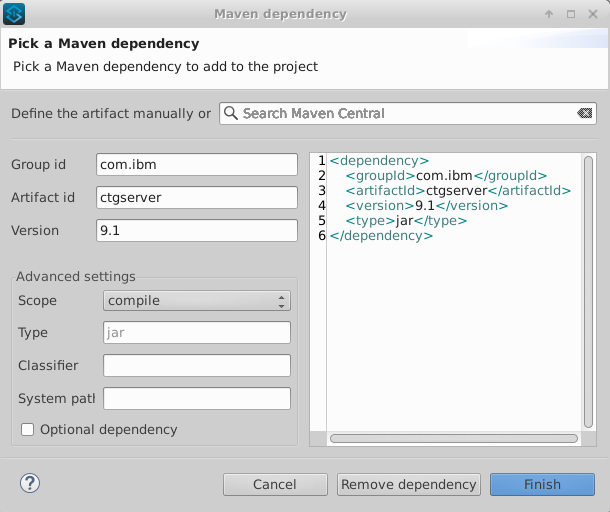 Maven dependency
Pick a Maven dependency
Pick a Maven dependency to add to the project
Define the artifact manually or Search Maven Central
Group id com.ibm
Artifact id ctgserver
Version 9.1
Advanced settings
Scope compile
Type jar
Classifier
System patl
Optional dependency
1 <dependency>
2 <groupId>com.ibm</groupId>
3 <artifactId>ctgserver</artifactId>
4 <version>9.1</version>
5 <type>jar</type>
6 </dependency>
? Cancel Remove dependency Finish